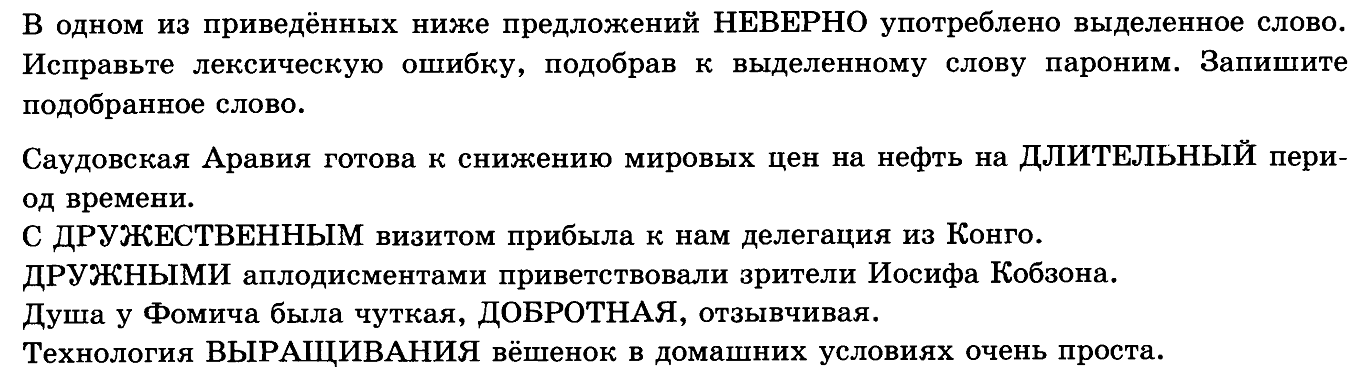 В одном из приведённых ниже предложений НЕВЕРНО употреблено выделенное слово.
Исправьте лексическую ошибку, подобрав к выделенному слову пароним. Запишите
подобранное слово.
Саудовская Аравия готова к снижению мировых цен на нефть на ДЛИТЕЛЬНЫЙ пери-
од времени.
С ДРУЖЕСТВЕННЫМ визитом прибыла к нам делегация из Конго.
ДРУЖНЫМИ аплодисментами приветствовали зрители Иосифа Кобзона.
Душа у Фомича была чуткая, ДОБРОТНАЯ, отзывчивая.
Технология ВЫРАЩИВАНИЯ вёшенок в домашних условиях очень проста.